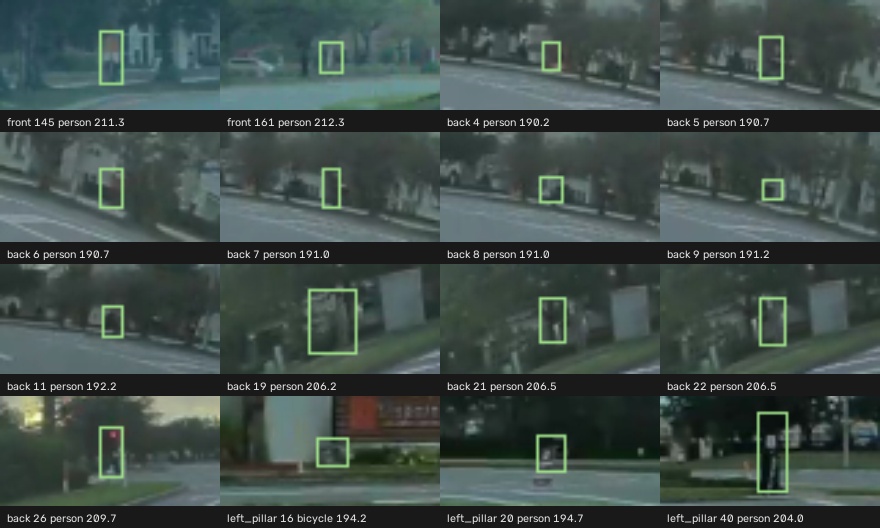 front 145 person 211.3
front 161 person 212.3
back 4 person 190.2
back 5 person 190.7
back 6 person 190.7
back 7 person 191.0
back 8 person 191.0
back 9 person 191.2
back 11 person 192.2
back 19 person 206.2
back 21 person 206.5
back 22 person 206.5
back 26 person 209.7
left_pillar 16 bicycle 194.2
left_pillar 20 person 194.7
left_pillar 40 person 204.0